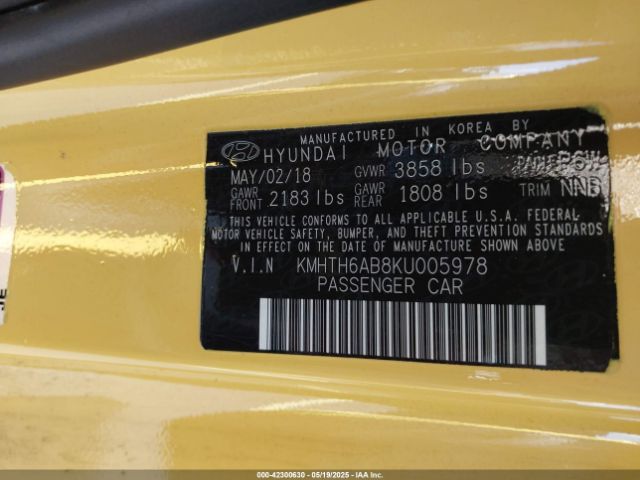 MANUFACTURED IN KOREA BY
HYUNDAI MOTOR COMPANY
MAY/02/18 GVWR 3858 lbs PAINT R6W
GAWR FRONT 2183 lbs GAWR REAR 1808 lbs TRIM NNB
THIS VEHICLE CONFORMS TO ALL APPLICABLE U.S.A. FEDERAL
MOTOR VEHICLE SAFETY, BUMPER, AND THEFT PREVENTION STANDARDS
IN EFFECT ON THE DATE OF MANUFACTURE SHOWN ABOVE
V.I.N KMHTH6AB8KU005978
PASSENGER CAR
000-42300630 - 05/19/2025 - IAA Inc.